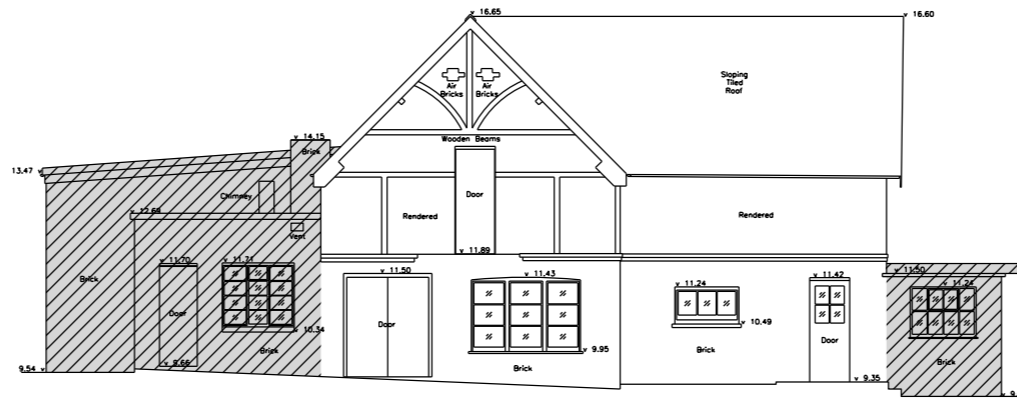 16.65
16.60
Sloping
Tiled
Roof
Air
Bricks
Air
Bricks
14.15
Brick
Wooden Beams
13.47
Chimney
Door
12.69
Rendered
Rendered
Vent
11.89
11.70
11.71
11.50
11.43
11.24
11.42
11.50
11.24
Brick
Door
10.34
Door
10.49
Brick
9.95
Brick
Brick
Door
Brick
9.66
9.54
Brick
9.35